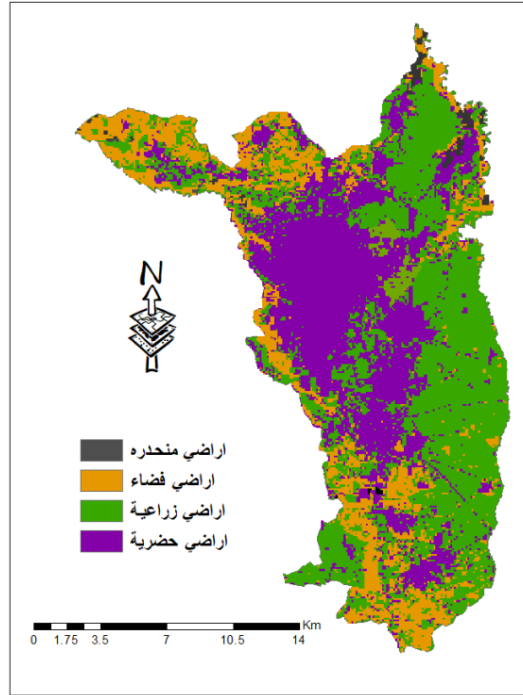 N
اراضي منحدره
اراضي فضاء
اراضي زراعية
اراضي حضرية
Km
0 1.75 3.5 7 10.5 14